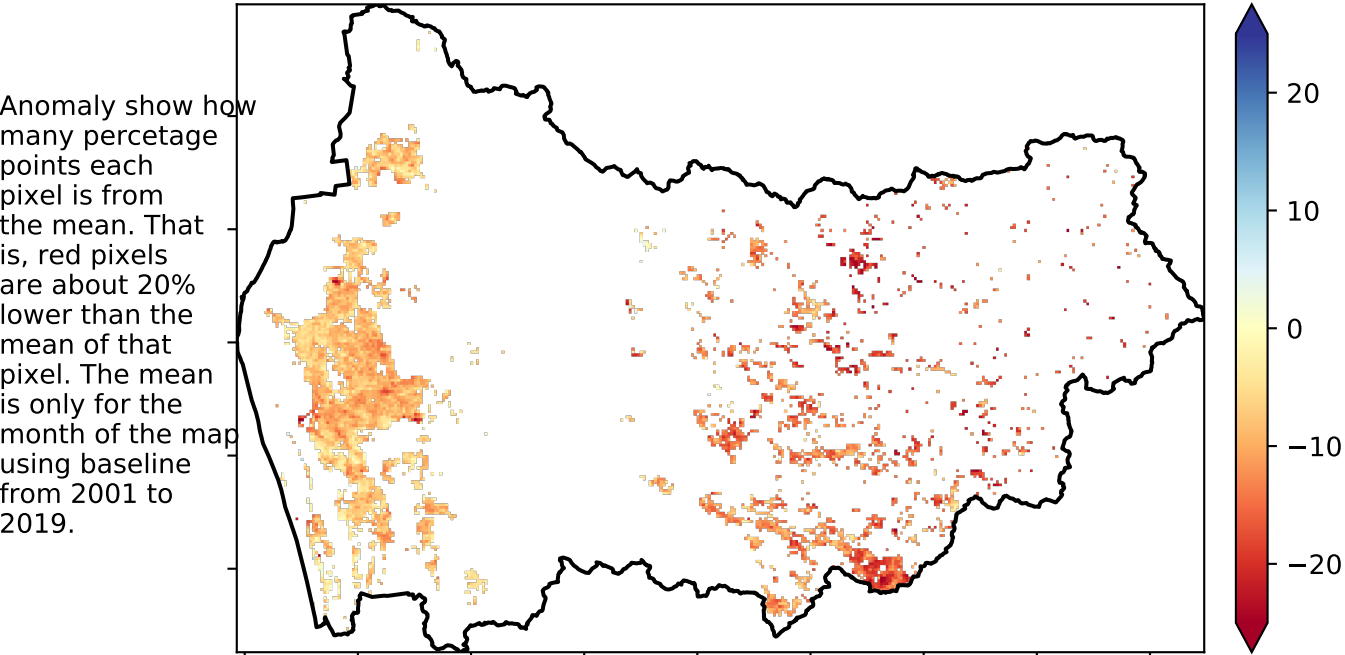 Anomaly show how
many percetage
points each
pixel is from
the mean. That
is, red pixels
are about 20%
lower than the
mean of that
pixel. The mean
is only for the
month of the map
using baseline
from 2001 to
2019.
20
10
0
−10
−20